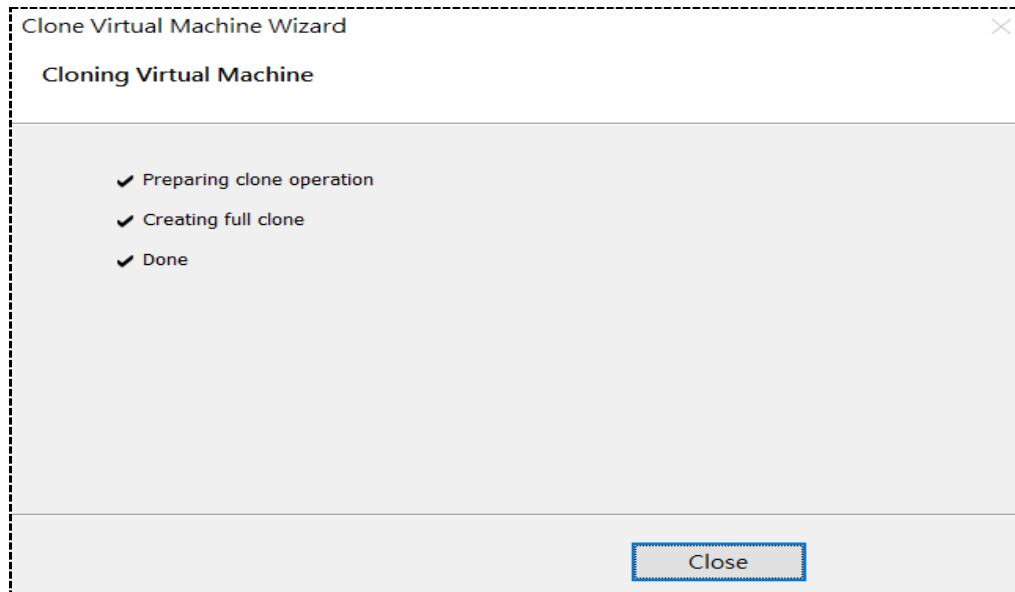 Clone Virtual Machine Wizard
Cloning Virtual Machine
Preparing clone operation
Creating full clone
Done
Close